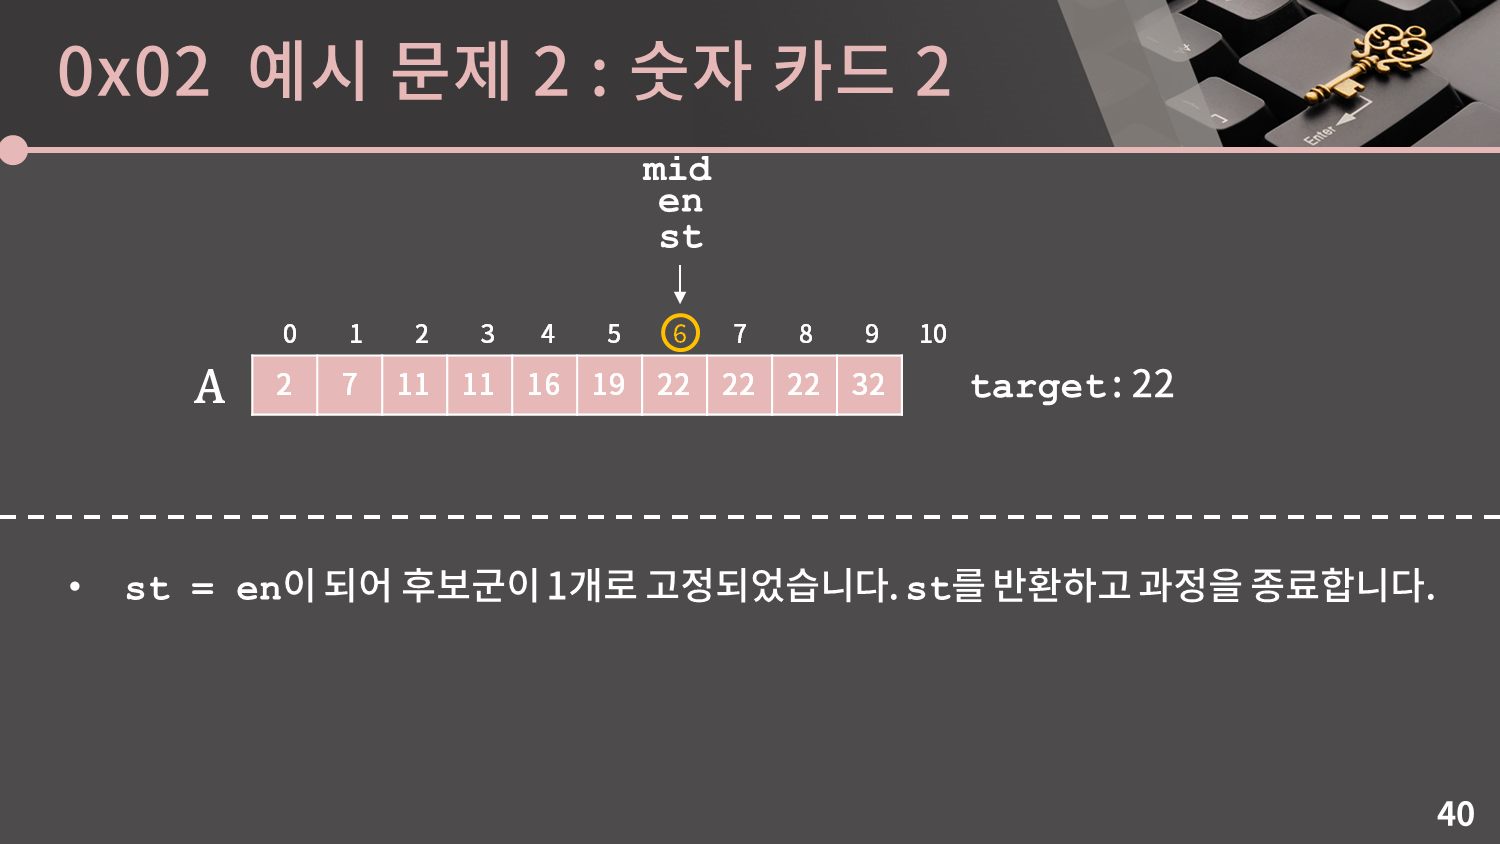 0x02 예시 문제 2 : 숫자 카드 2
Enter
mid
en
st
0 1 2 3 4 5 6 7 8 9 10
A 2 7 11 11 16 19 22 22 22 32 target: 22
• st = en이 되어 후보군이 1개로 고정되었습니다. st를 반환하고 과정을 종료합니다.
40